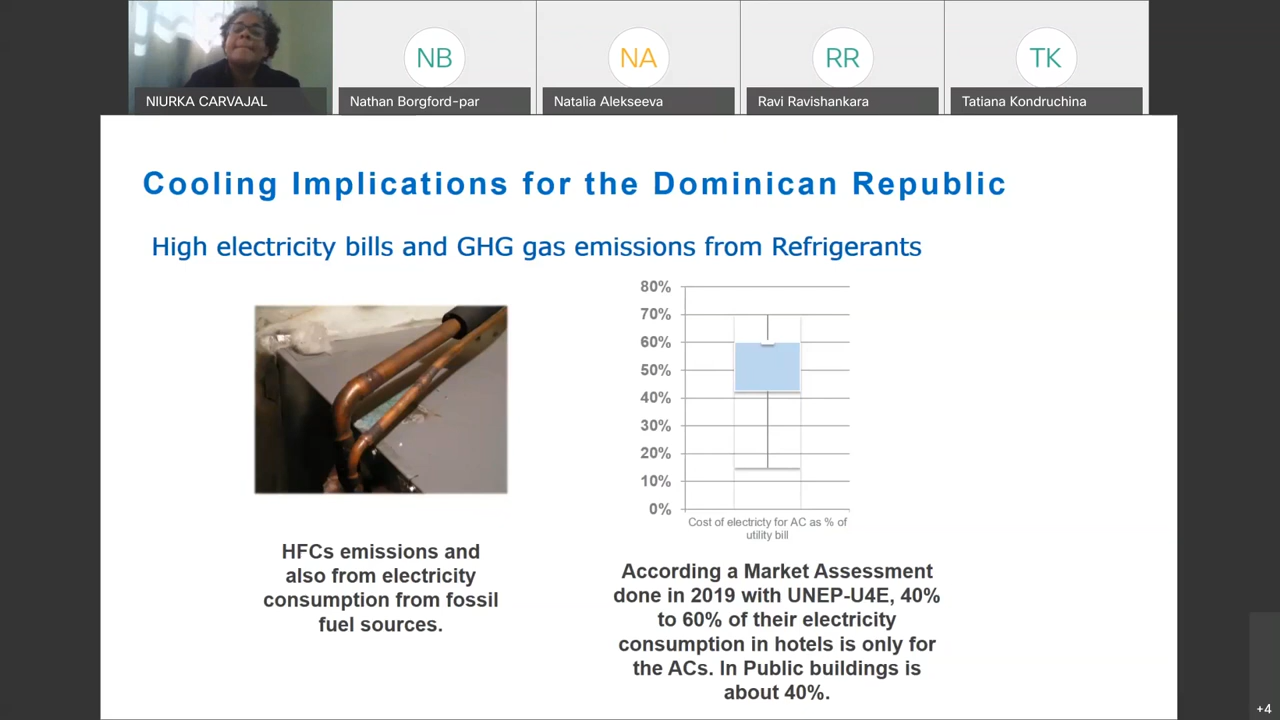 NB
NA
RR
TK
NIURKA CARVAJAL
Nathan Borgford-par
Natalia Alekseeva
Ravi Ravishankara
Tatiana Kondruchina
Cooling Implications for the Dominican Republic
High electricity bills and GHG gas emissions from Refrigerants
80%
70%
60%
50%
40%
30%
20%
10%
0%
Cost of electricty for AC as % of
utility bill
HFCs emissions and
also from electricity
consumption from fossil
fuel sources.
According a Market Assessment
done in 2019 with UNEP-U4E, 40%
to 60% of their electricity
consumption in hotels is only for
the ACs. In Public buildings is
about 40%.
+4